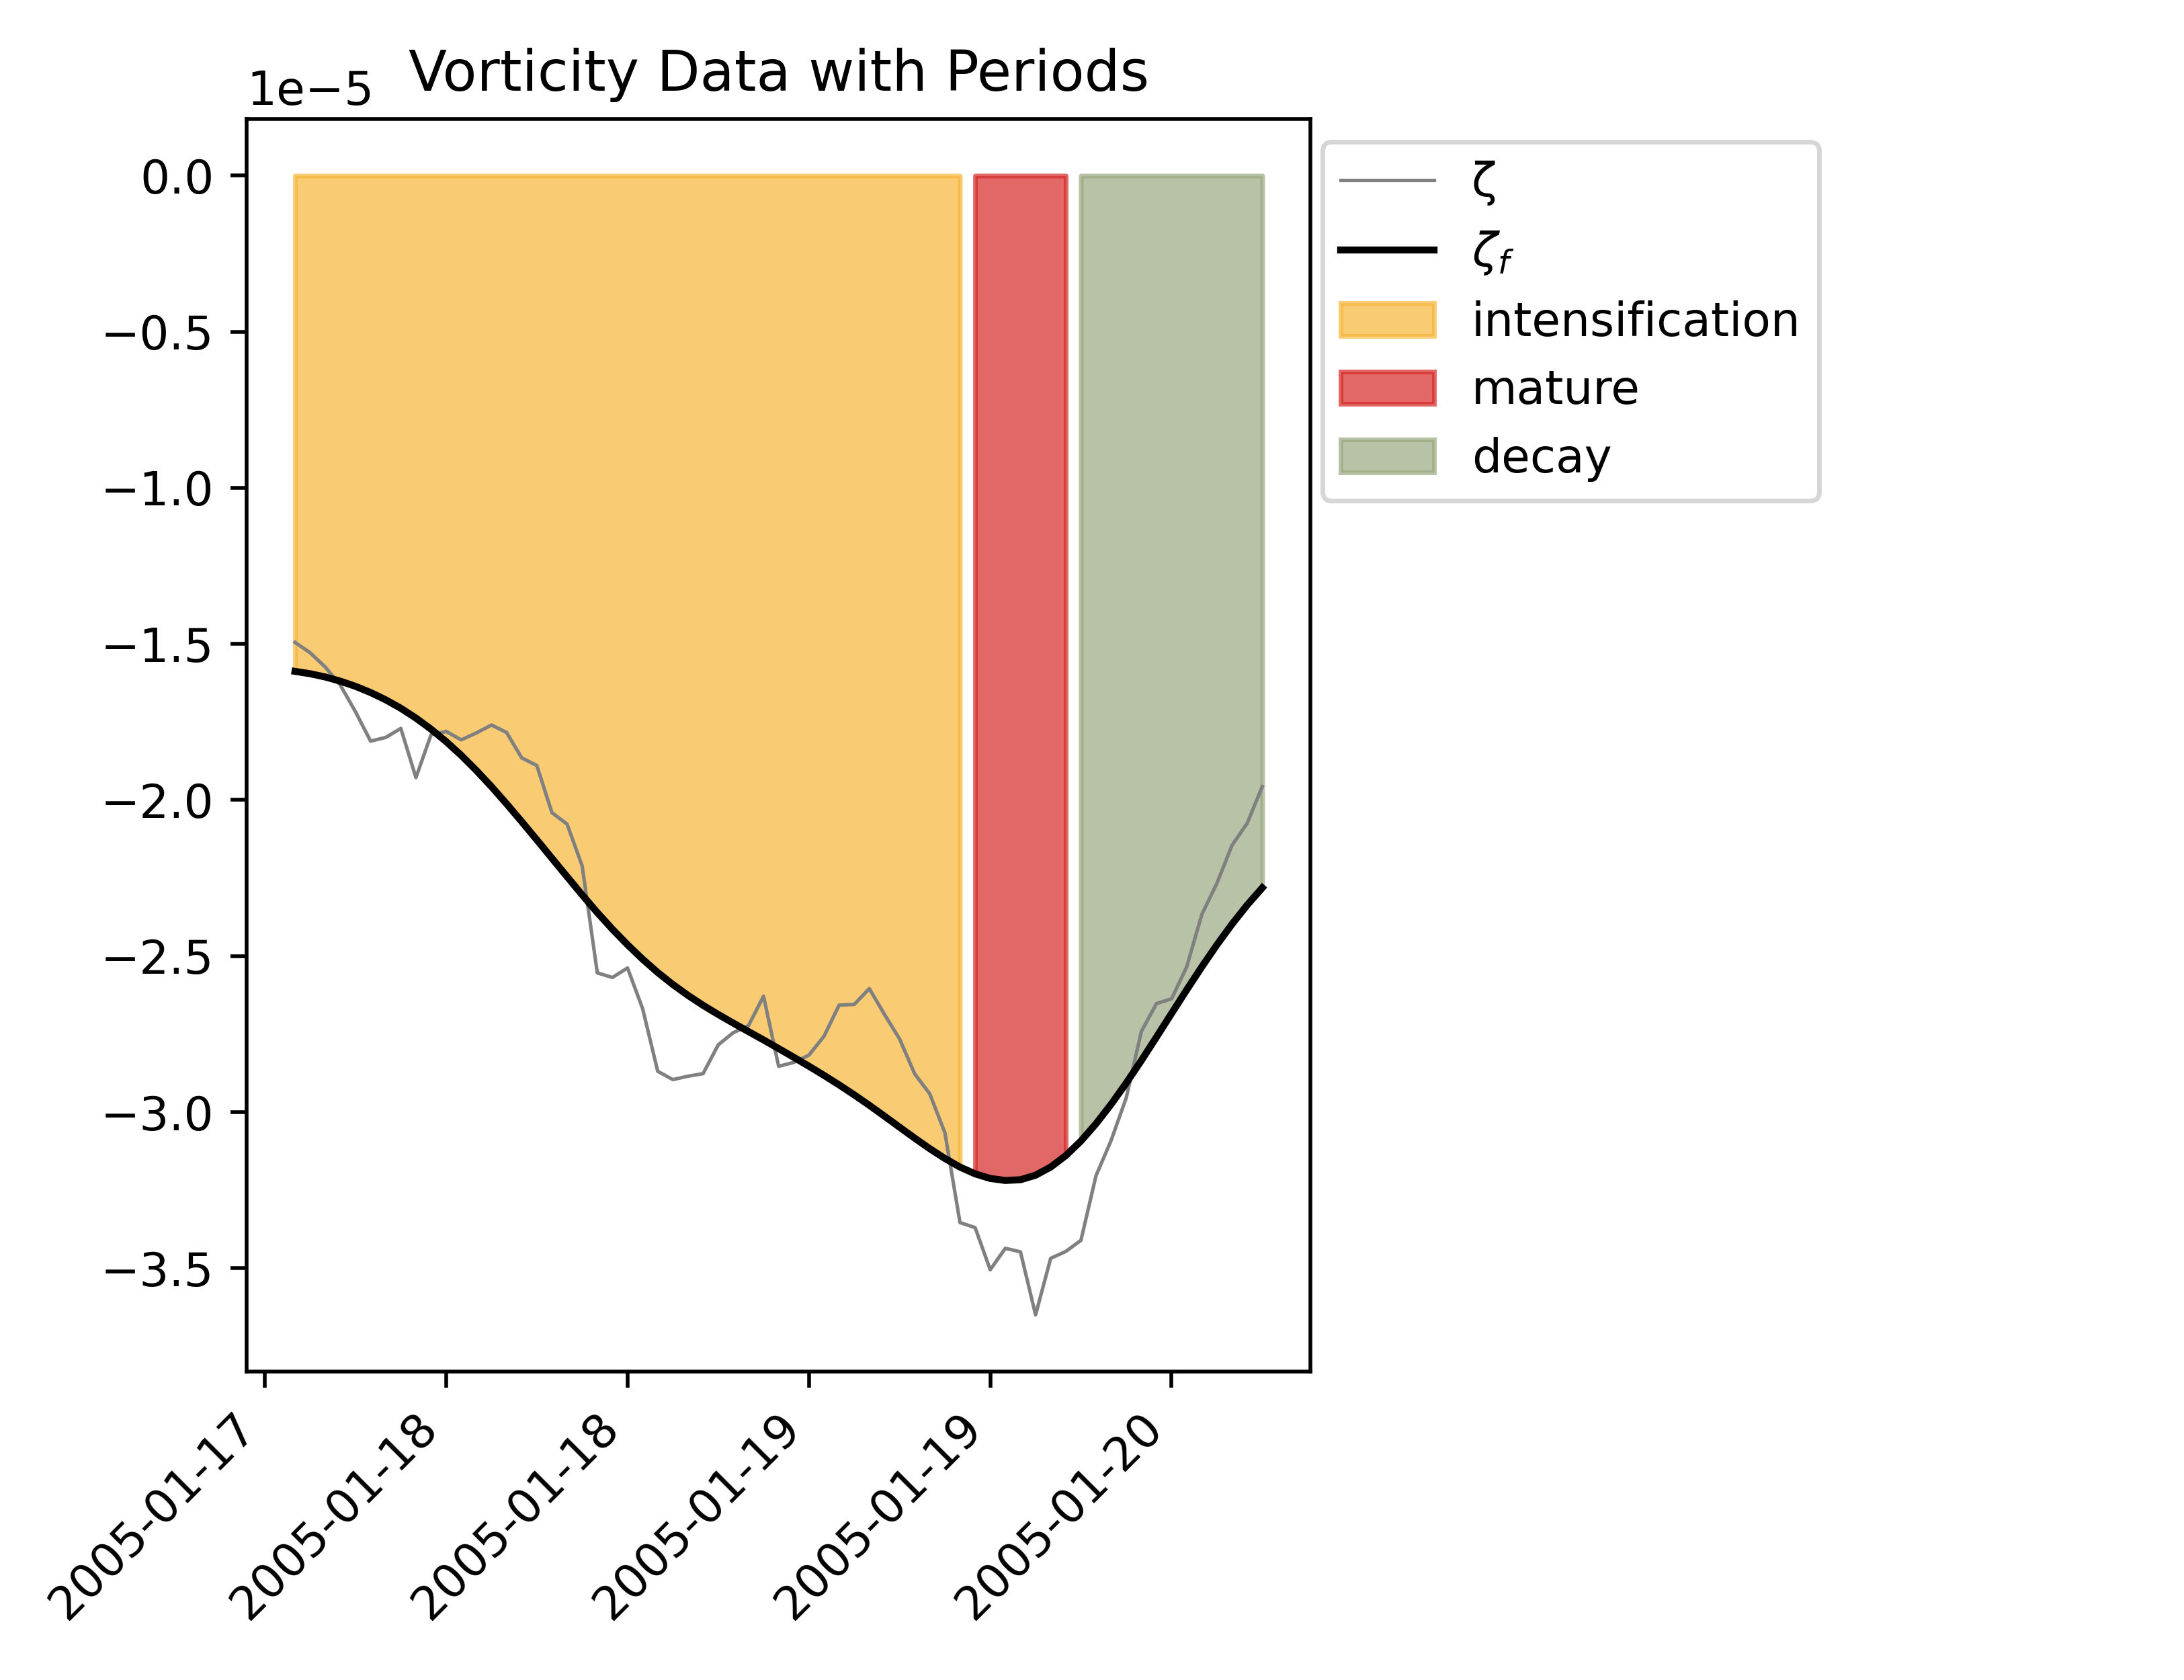 Vorticity Data with Periods
1e−5
0.0
−0.5
−1.0
−1.5
−2.0
−2.5
−3.0
−3.5
2005-01-17
2005-01-18
2005-01-18
2005-01-19
2005-01-19
2005-01-20
ζ
ζf
intensification
mature
decay